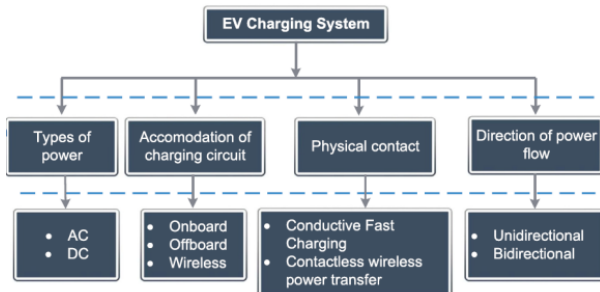 EV Charging System
Types of
power
Accomodation of
charging circuit
Physical contact
Direction of power
flow
• AC
• DC
• Onboard
• Offboard
• Wireless
• Conductive Fast
Charging
• Contactless wireless
power transfer
• Unidirectional
• Bidirectional